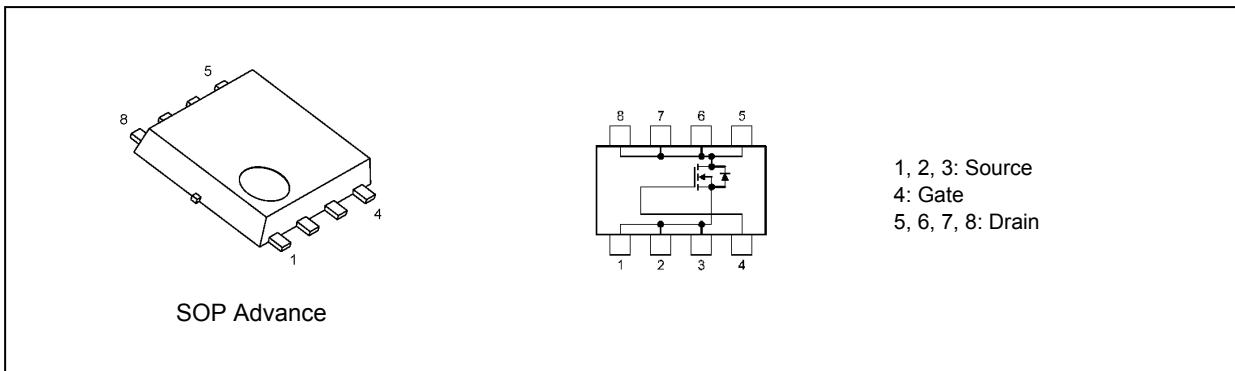 5
8
4
1
SOP Advance
8 7 6 5
1 2 3 4
1, 2, 3: Source
4: Gate
5, 6, 7, 8: Drain